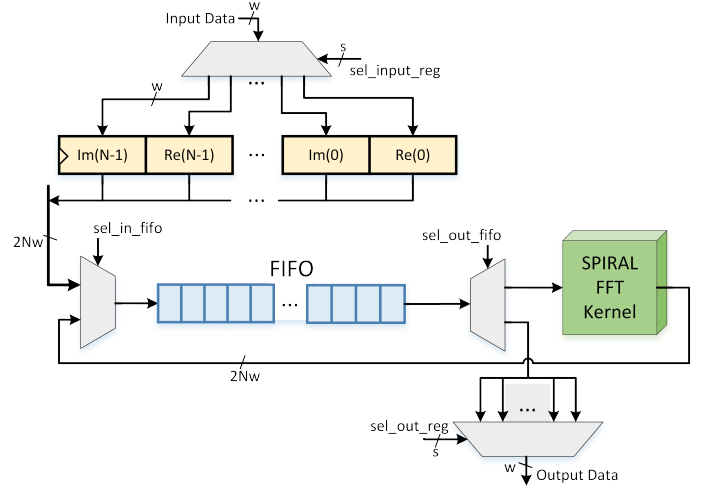 w
Input Data
s
sel_input_reg
w
...
Im(N-1) Re(N-1) ... Im(0) Re(0)
...
2Nw
sel_in_fifo
sel_out_fifo
FIFO
...
SPIRAL
FFT
Kernel
2Nw
...
sel_out_reg
s
w
Output Data